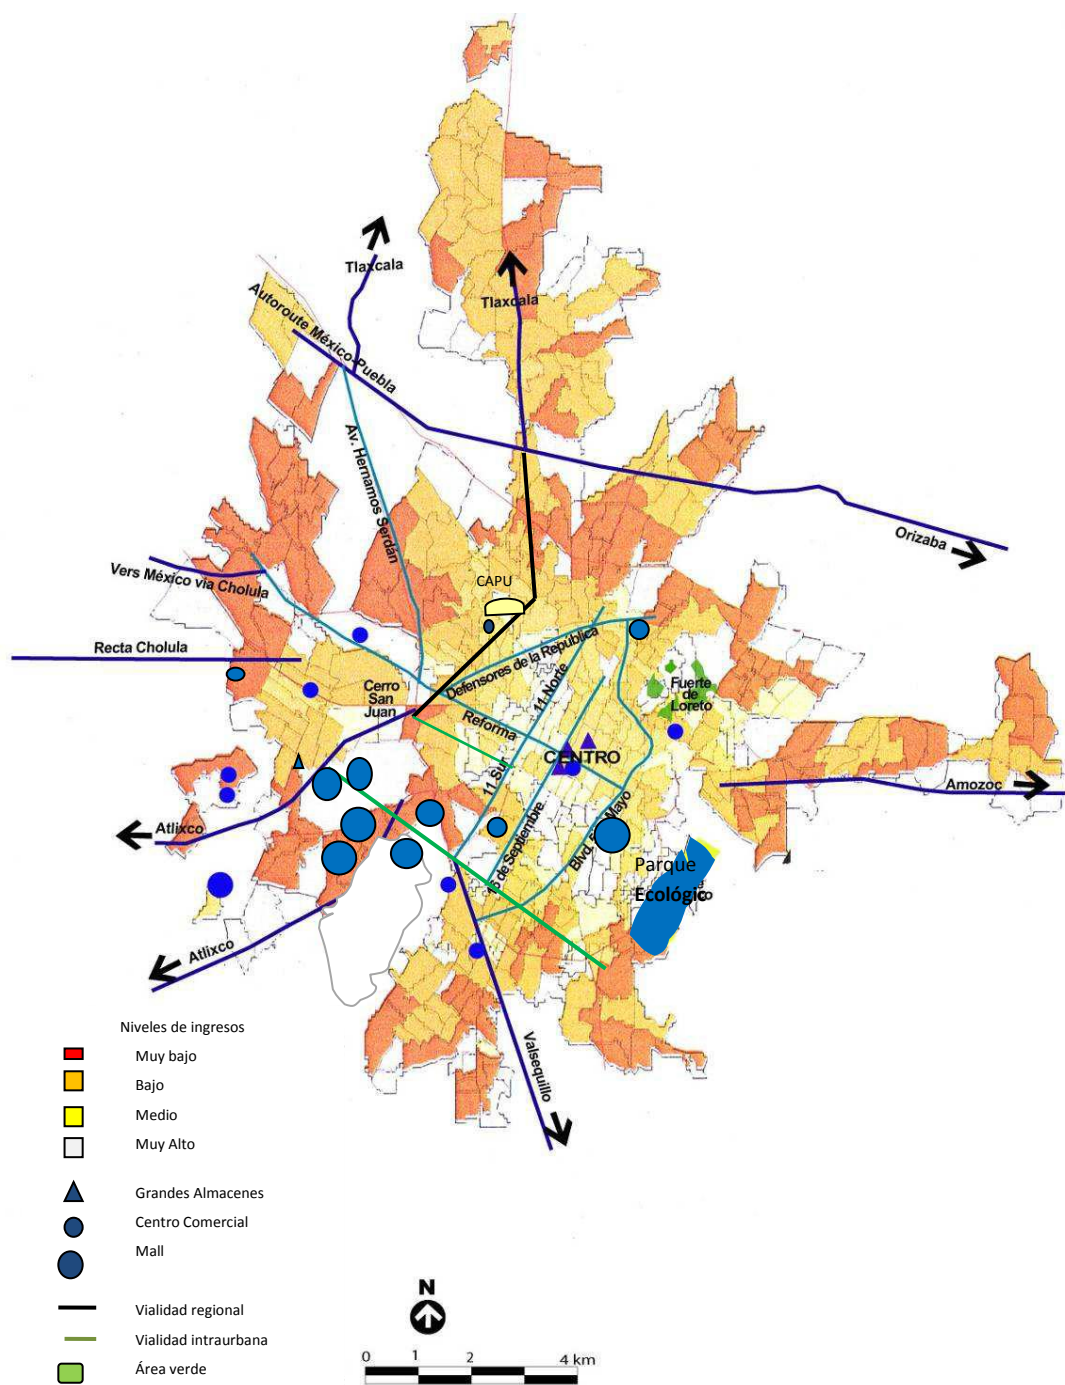 Tlaxcala
Tlaxcala
Autoroute México-Puebla
Av. Hernamos Serdán
Orizaba
Vers México via Cholula
CAPU
Recta Cholula
Defensores de la República
11 Norte
Fuerte
de
Loreto
Cerro
San
Juan
Reforma
CENTRO
11 Sur
Amozoc
Atlixco
16 de Septiembre
Blvd. 5 de Mayo
Parque
Ecológico
Atlixco
Valsequillo
Niveles de ingresos
Muy bajo
Bajo
Medio
Muy Alto
Grandes Almacenes
Centro Comercial
Mall
Vialidad regional
Vialidad intraurbana
Área verde
N
0 1 2 4 km